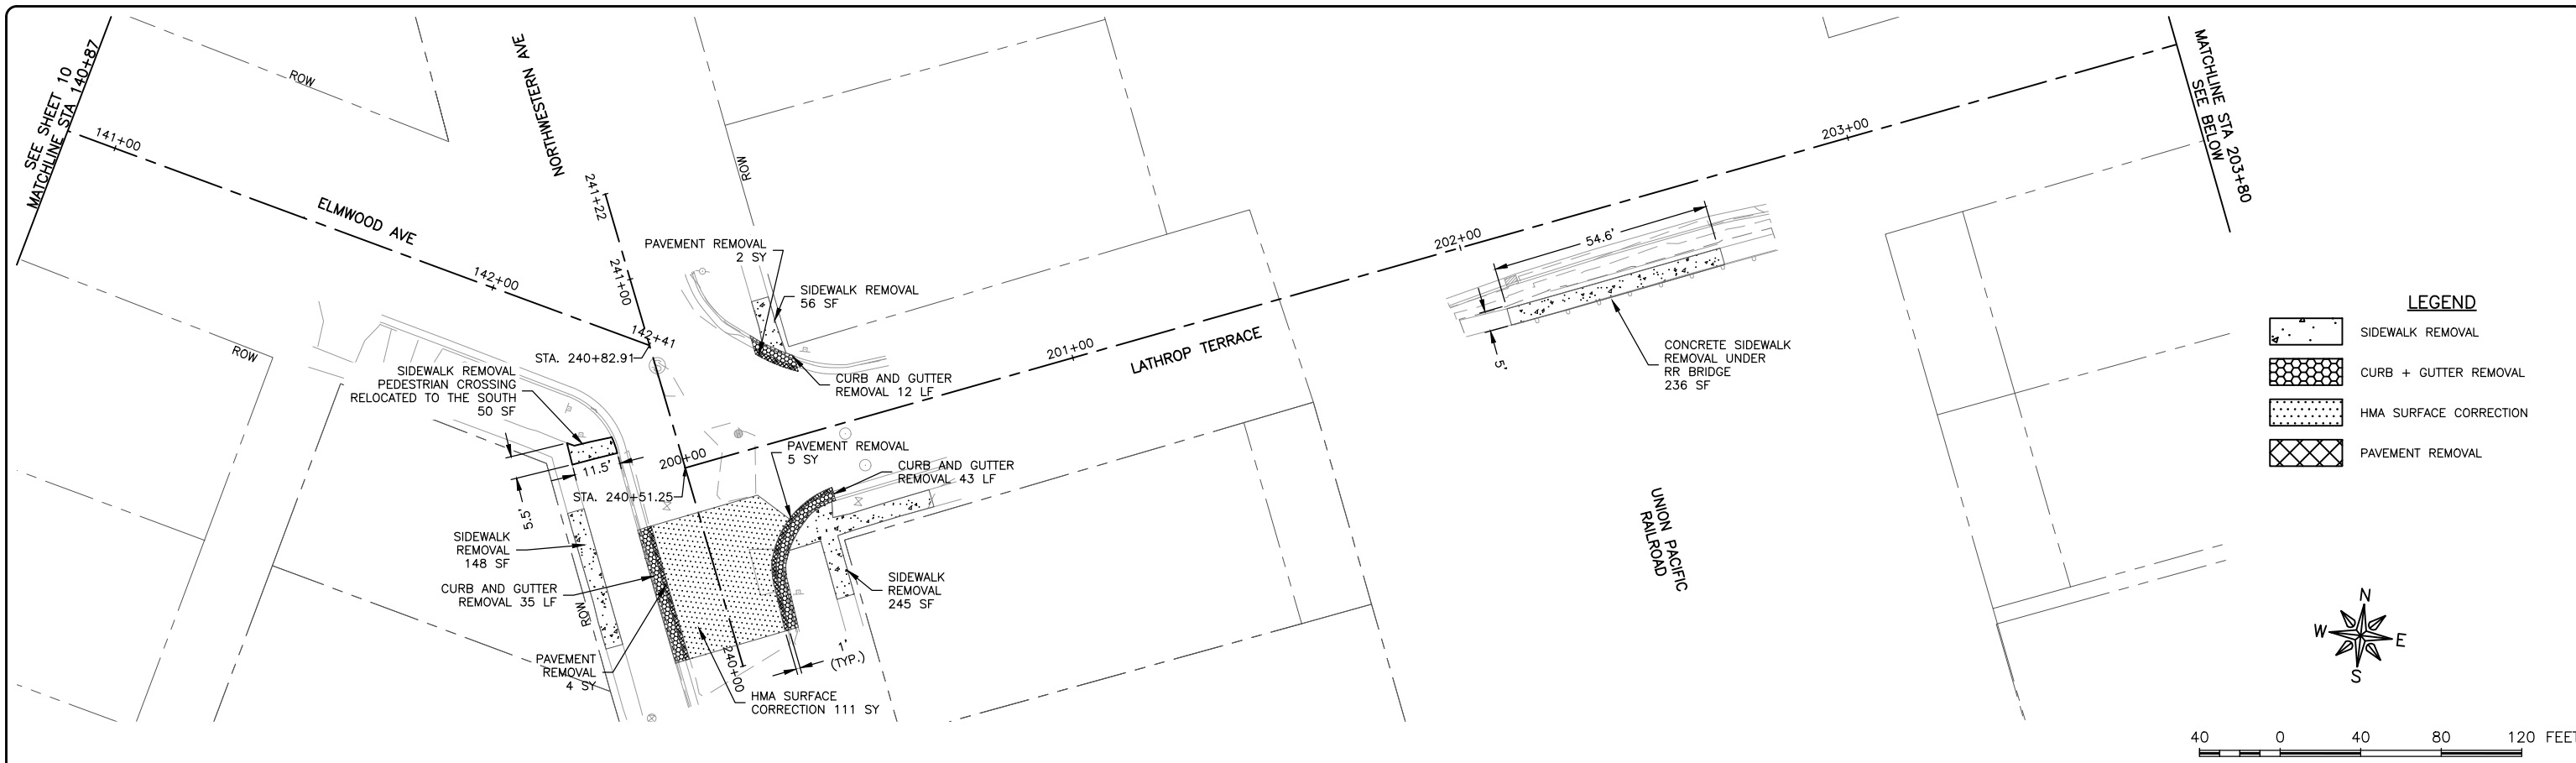 SEE SHEET 10
MATCHLINE STA 140+87
141+00
ROW
ELMWOOD AVE
142+00
ROW
NORTHWESTERN AVE
241+22
241+00
142+41
STA. 240+82.91
ROW
PAVEMENT REMOVAL
2 SY
SIDEWALK REMOVAL
56 SF
CURB AND GUTTER
REMOVAL 12 LF
SIDEWALK REMOVAL
PEDESTRIAN CROSSING
RELOCATED TO THE SOUTH
50 SF
11.5'
5.5'
200+00
STA. 240+51.25
PAVEMENT REMOVAL
5 SY
CURB AND GUTTER
REMOVAL 43 LF
SIDEWALK
REMOVAL
148 SF
CURB AND GUTTER
REMOVAL 35 LF
ROW
PAVEMENT
REMOVAL
4 SY
SIDEWALK
REMOVAL
245 SF
1'
(TYP.)
240+00
HMA SURFACE
CORRECTION 111 SY
201+00
LATHROP TERRACE
202+00
54.6'
5'
CONCRETE SIDEWALK
REMOVAL UNDER
RR BRIDGE
236 SF
203+00
UNION PACIFIC
RAILROAD
MATCHLINE STA 203+80
SEE BELOW
LEGEND
SIDEWALK REMOVAL
CURB + GUTTER REMOVAL
HMA SURFACE CORRECTION
PAVEMENT REMOVAL
N
W
E
S
40 0 40 80 120 FEET